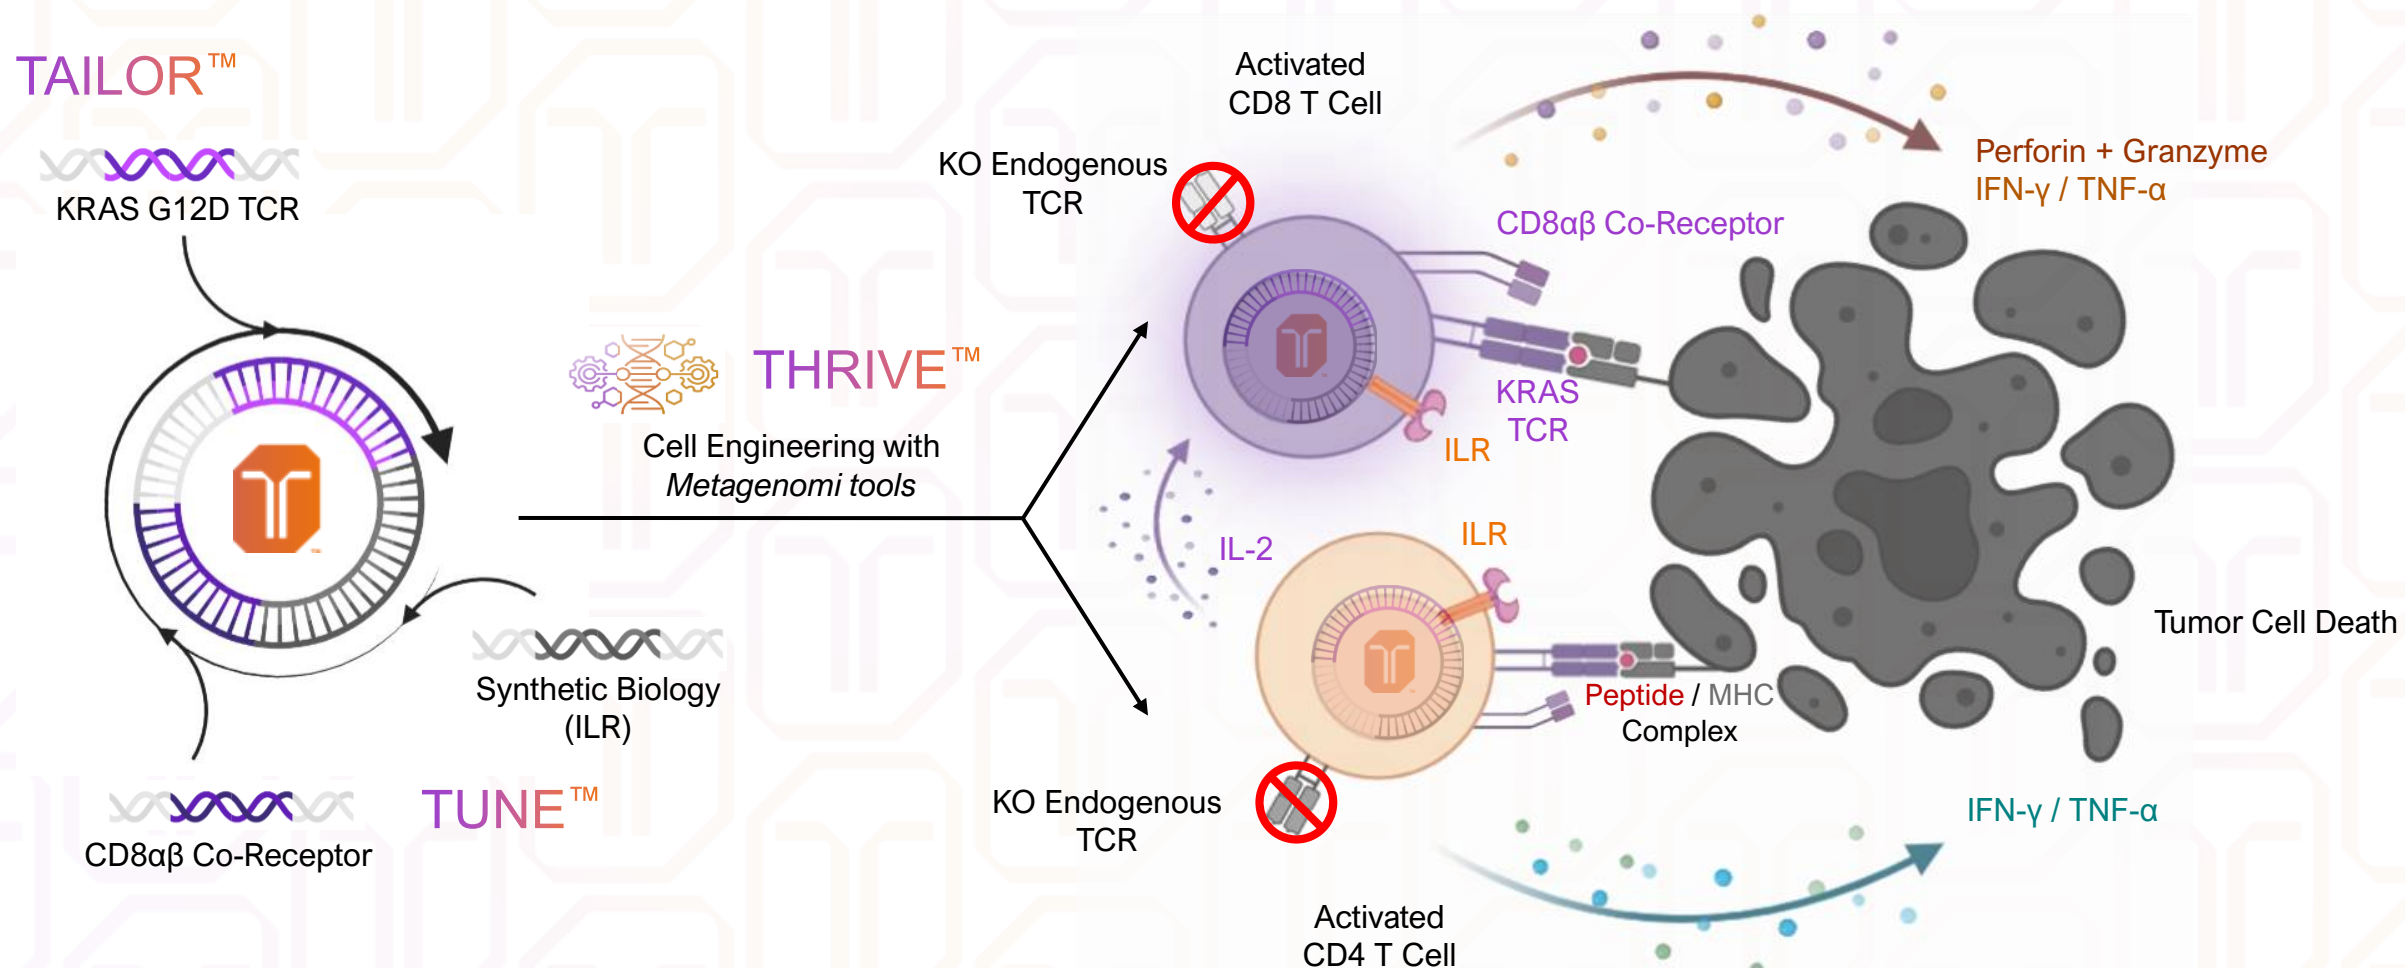 TAILOR™
KRAS G12D TCR
THRIVE™
Cell Engineering with
Metagenomi tools
Synthetic Biology
(ILR)
CD8αβ Co-Receptor
TUNE™
Activated
CD8 T Cell
KO Endogenous
TCR
CD8αβ Co-Receptor
KRAS
TCR
ILR
IL-2
ILR
Perforin + Granzyme
IFN-γ / TNF-α
Peptide / MHC
Complex
Tumor Cell Death
KO Endogenous
TCR
IFN-γ / TNF-α
Activated
CD4 T Cell